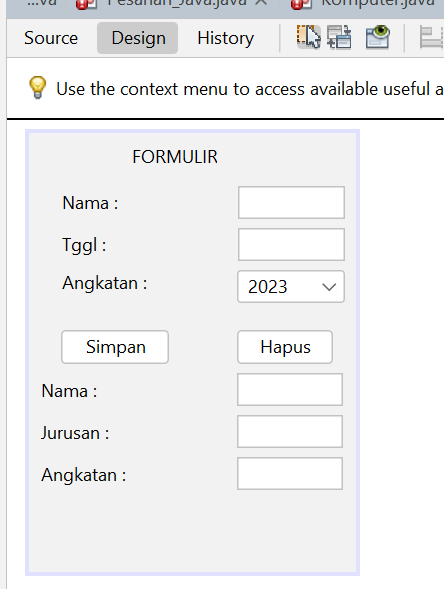 ...va Pesanan_Java.java Komputer.java
Source Design History
Use the context menu to access available useful a
FORMULIR
Nama :
Tggl :
Angkatan : 2023
Simpan Hapus
Nama :
Jurusan :
Angkatan :